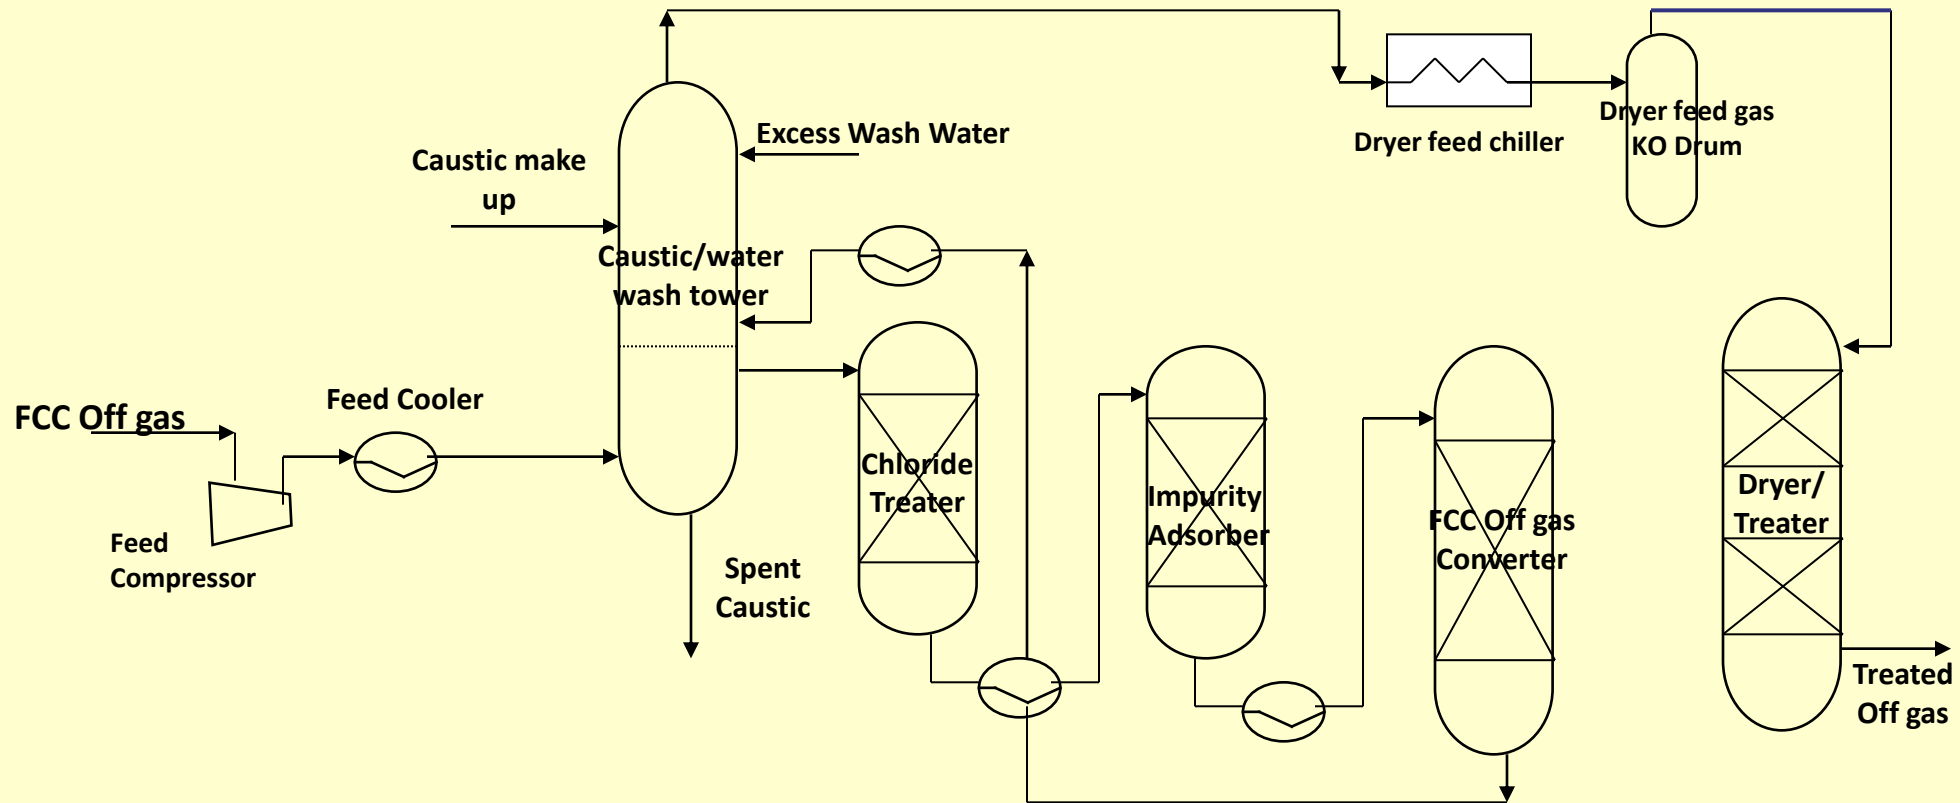 Excess Wash Water
Caustic make
up
Dryer feed chiller
Dryer feed gas
KO Drum
Caustic/water
wash tower
FCC Off gas
Feed Cooler
Feed
Compressor
Spent
Caustic
Chloride
Treater
Impurity
Adsorber
FCC Off gas
Converter
Dryer/
Treater
Treated
Off gas